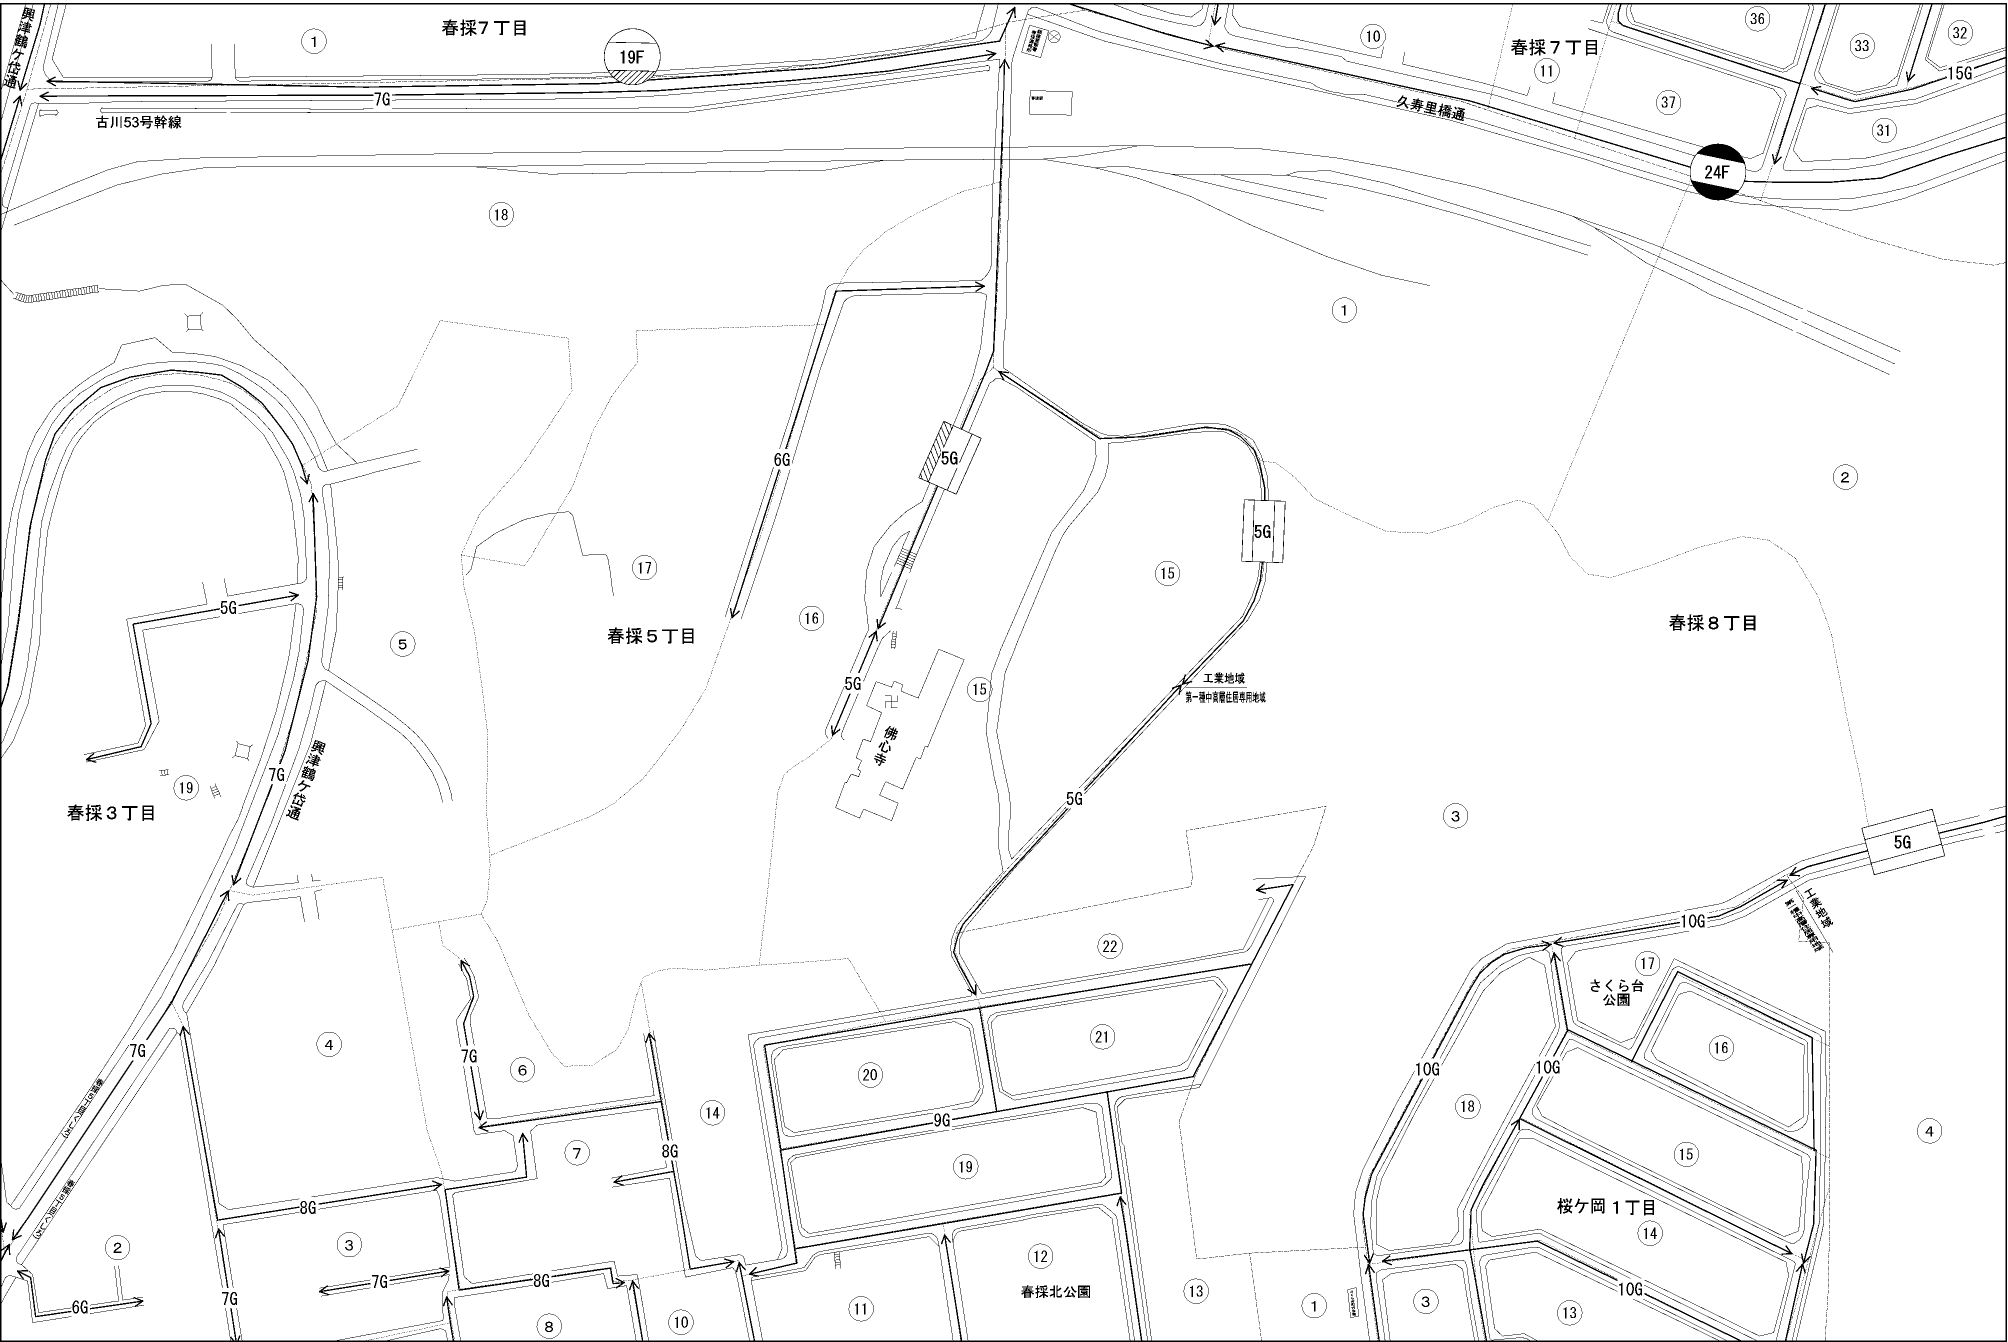 興津鶴ケ岱通
①
春採７丁目
19F
7G
古川53号幹線
⑩
春採７丁目
⑪
㊱
㉝
㉜
15G
㊲
㉛
久寿里橋通
24F
⑱
①
6G
5G
5G
②
⑰
⑯
⑮
春採５丁目
春採８丁目
5G
⑤
5G
⑮
工業地域
第一種中高層住居専用地域
佛心寺
7G
興津鶴ケ岱通
⑲
春採３丁目
5G
③
5G
10G
工業地域
㉒
⑰
さくら台
公園
④
7G
7G
⑥
⑳
㉑
⑯
10G
10G
⑱
⑭
9G
④
⑦
8G
⑲
⑮
桜ケ岡１丁目
⑭
8G
②
③
7G
8G
⑫
春採北公園
⑬
10G
6G
7G
⑧
⑩
⑪
①
③
⑬